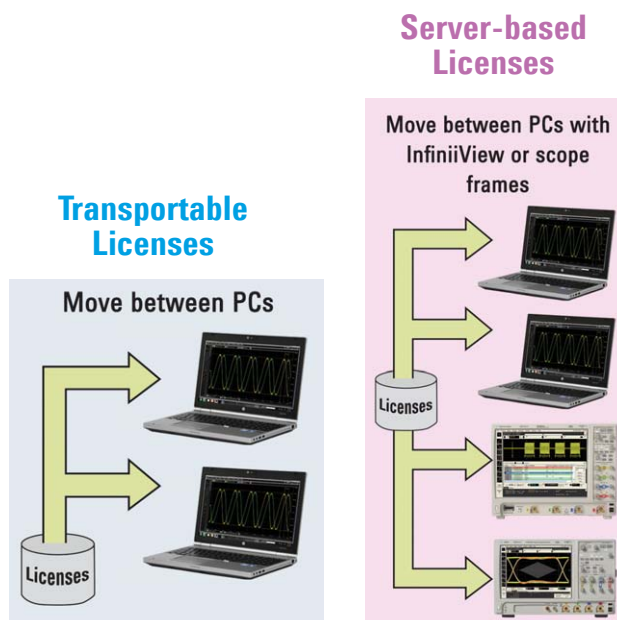 Server-based
Licenses
Move between PCs with
InfiniiView or scope
frames
Licenses
Transportable
Licenses
Move between PCs
Licenses